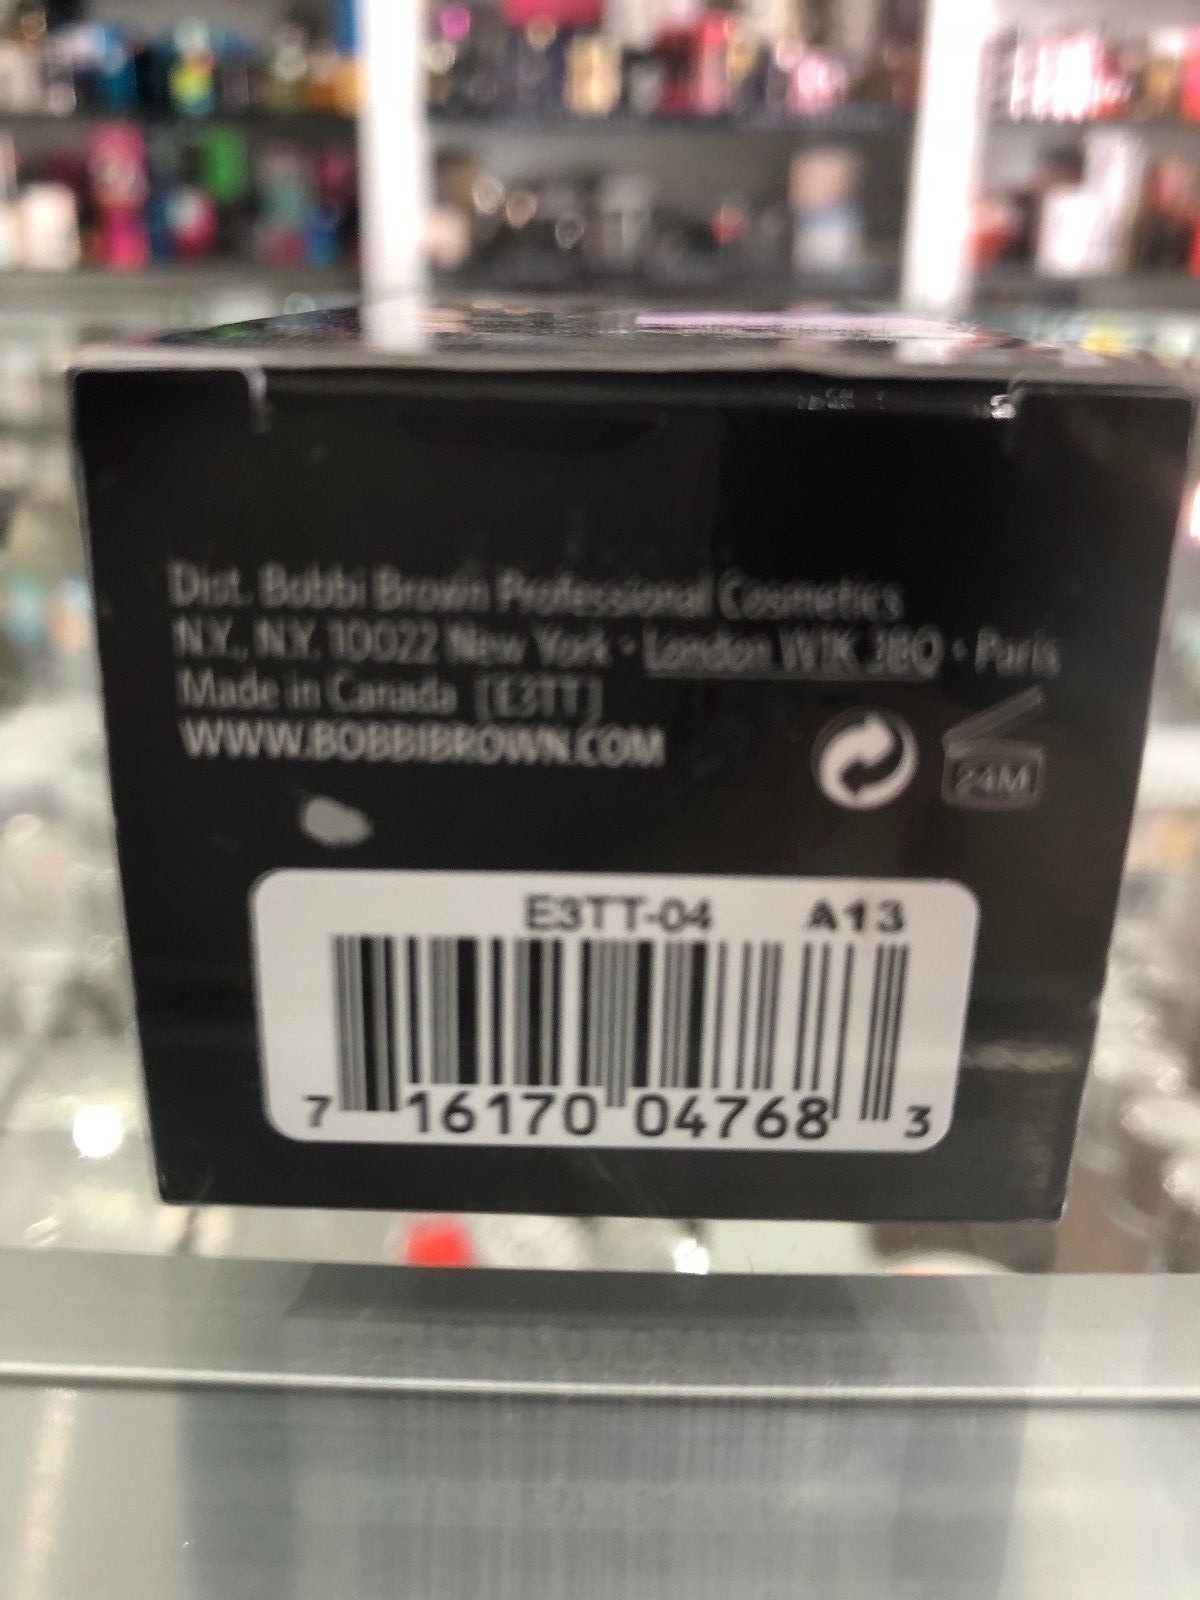 Dist. Bobbi Brown Professional Cosmetics
N.Y., N.Y. 10022 New York · London W1K 3BQ · Paris
Made in Canada [E3TT]
WWW.BOBBIBROWN.COM
24M
E3TT-04 A13
7 16170 04768 3